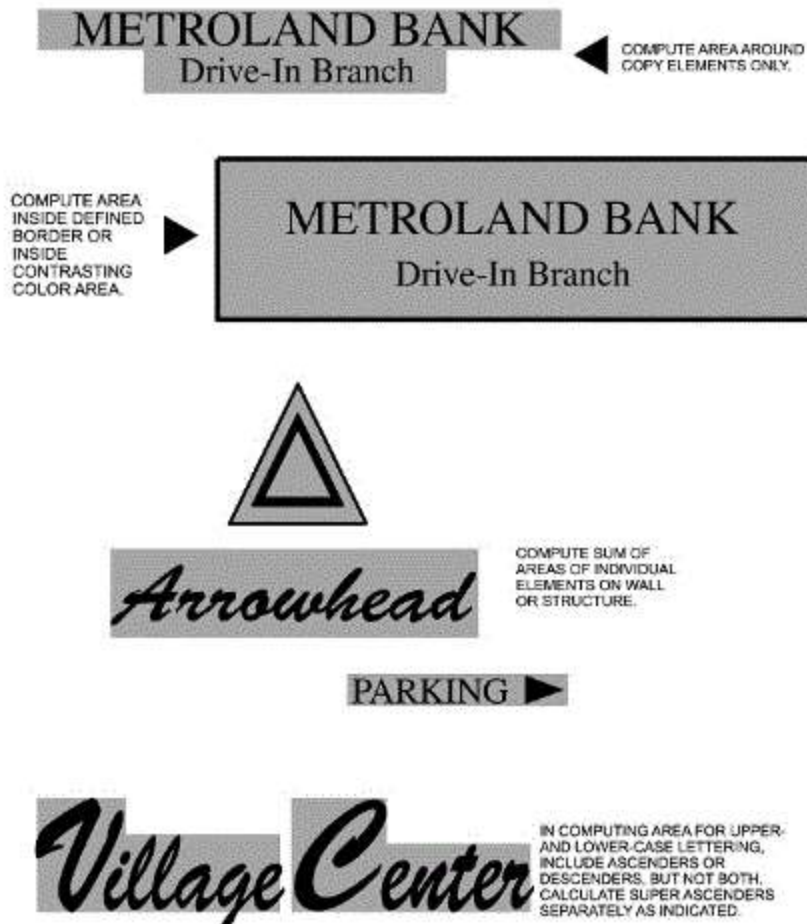 METROLAND BANK
Drive-In Branch
COMPUTE AREA AROUND
COPY ELEMENTS ONLY.
COMPUTE AREA
INSIDE DEFINED
BORDER OR
INSIDE
CONTRASTING
COLOR AREA.
METROLAND BANK
Drive-In Branch
Arrowhead
COMPUTE SUM OF
AREAS OF INDIVIDUAL
ELEMENTS ON WALL
OR STRUCTURE.
PARKING
Village Center
IN COMPUTING AREA FOR UPPER-
AND LOWER-CASE LETTERING,
INCLUDE ASCENDERS OR
DESCENDERS, BUT NOT BOTH.
CALCULATE SUPER ASCENDERS
SEPARATELY AS INDICATED.